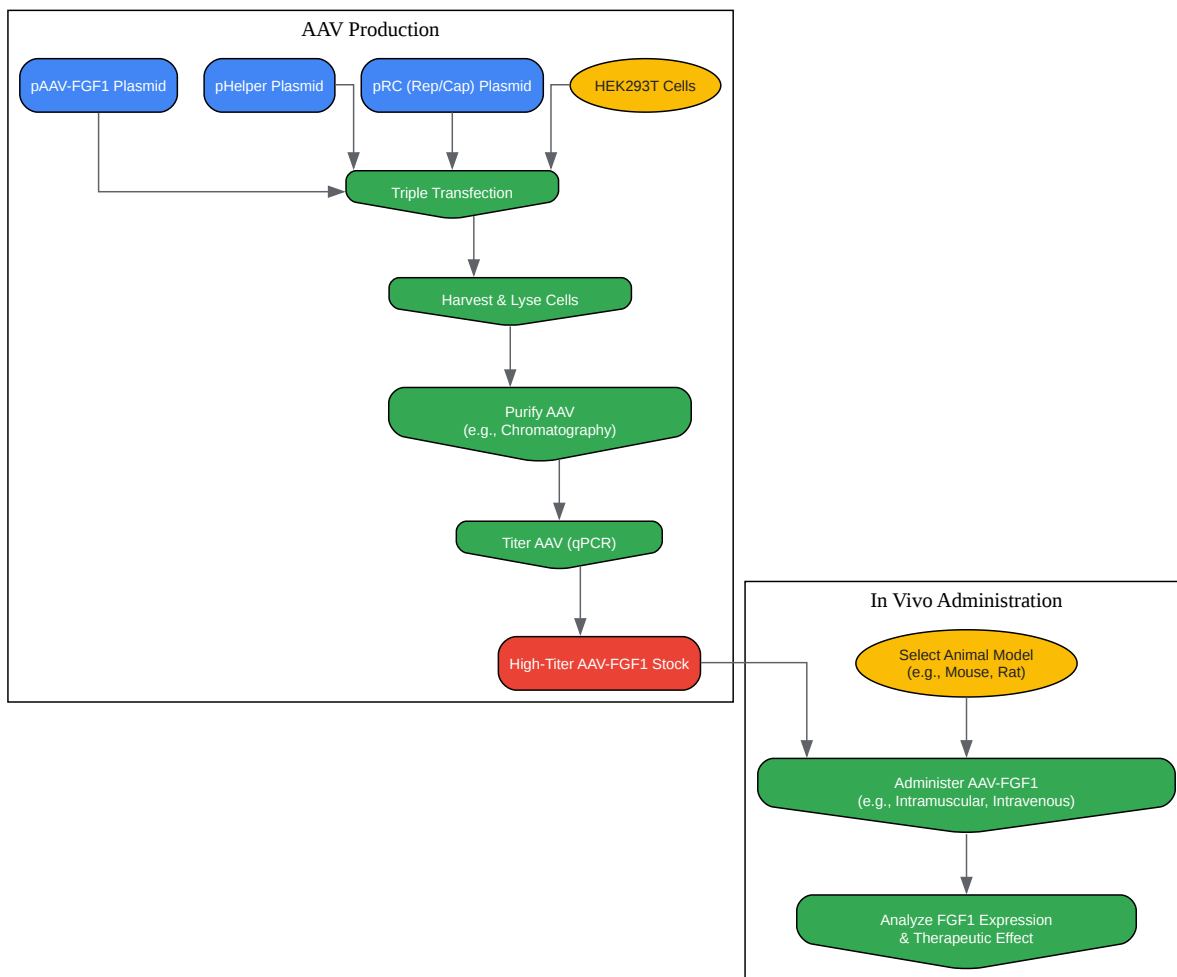 AAV Production
pAAV-FGF1 Plasmid
pHelper Plasmid
pRC (Rep/Cap) Plasmid
HEK293T Cells
Triple Transfection
Harvest & Lyse Cells
Purify AAV
(e.g., Chromatography)
Titer AAV (qPCR)
High-Titer AAV-FGF1 Stock
In Vivo Administration
Select Animal Model
(e.g., Mouse, Rat)
Administer AAV-FGF1
(e.g., Intramuscular, Intravenous)
Analyze FGF1 Expression
& Therapeutic Effect